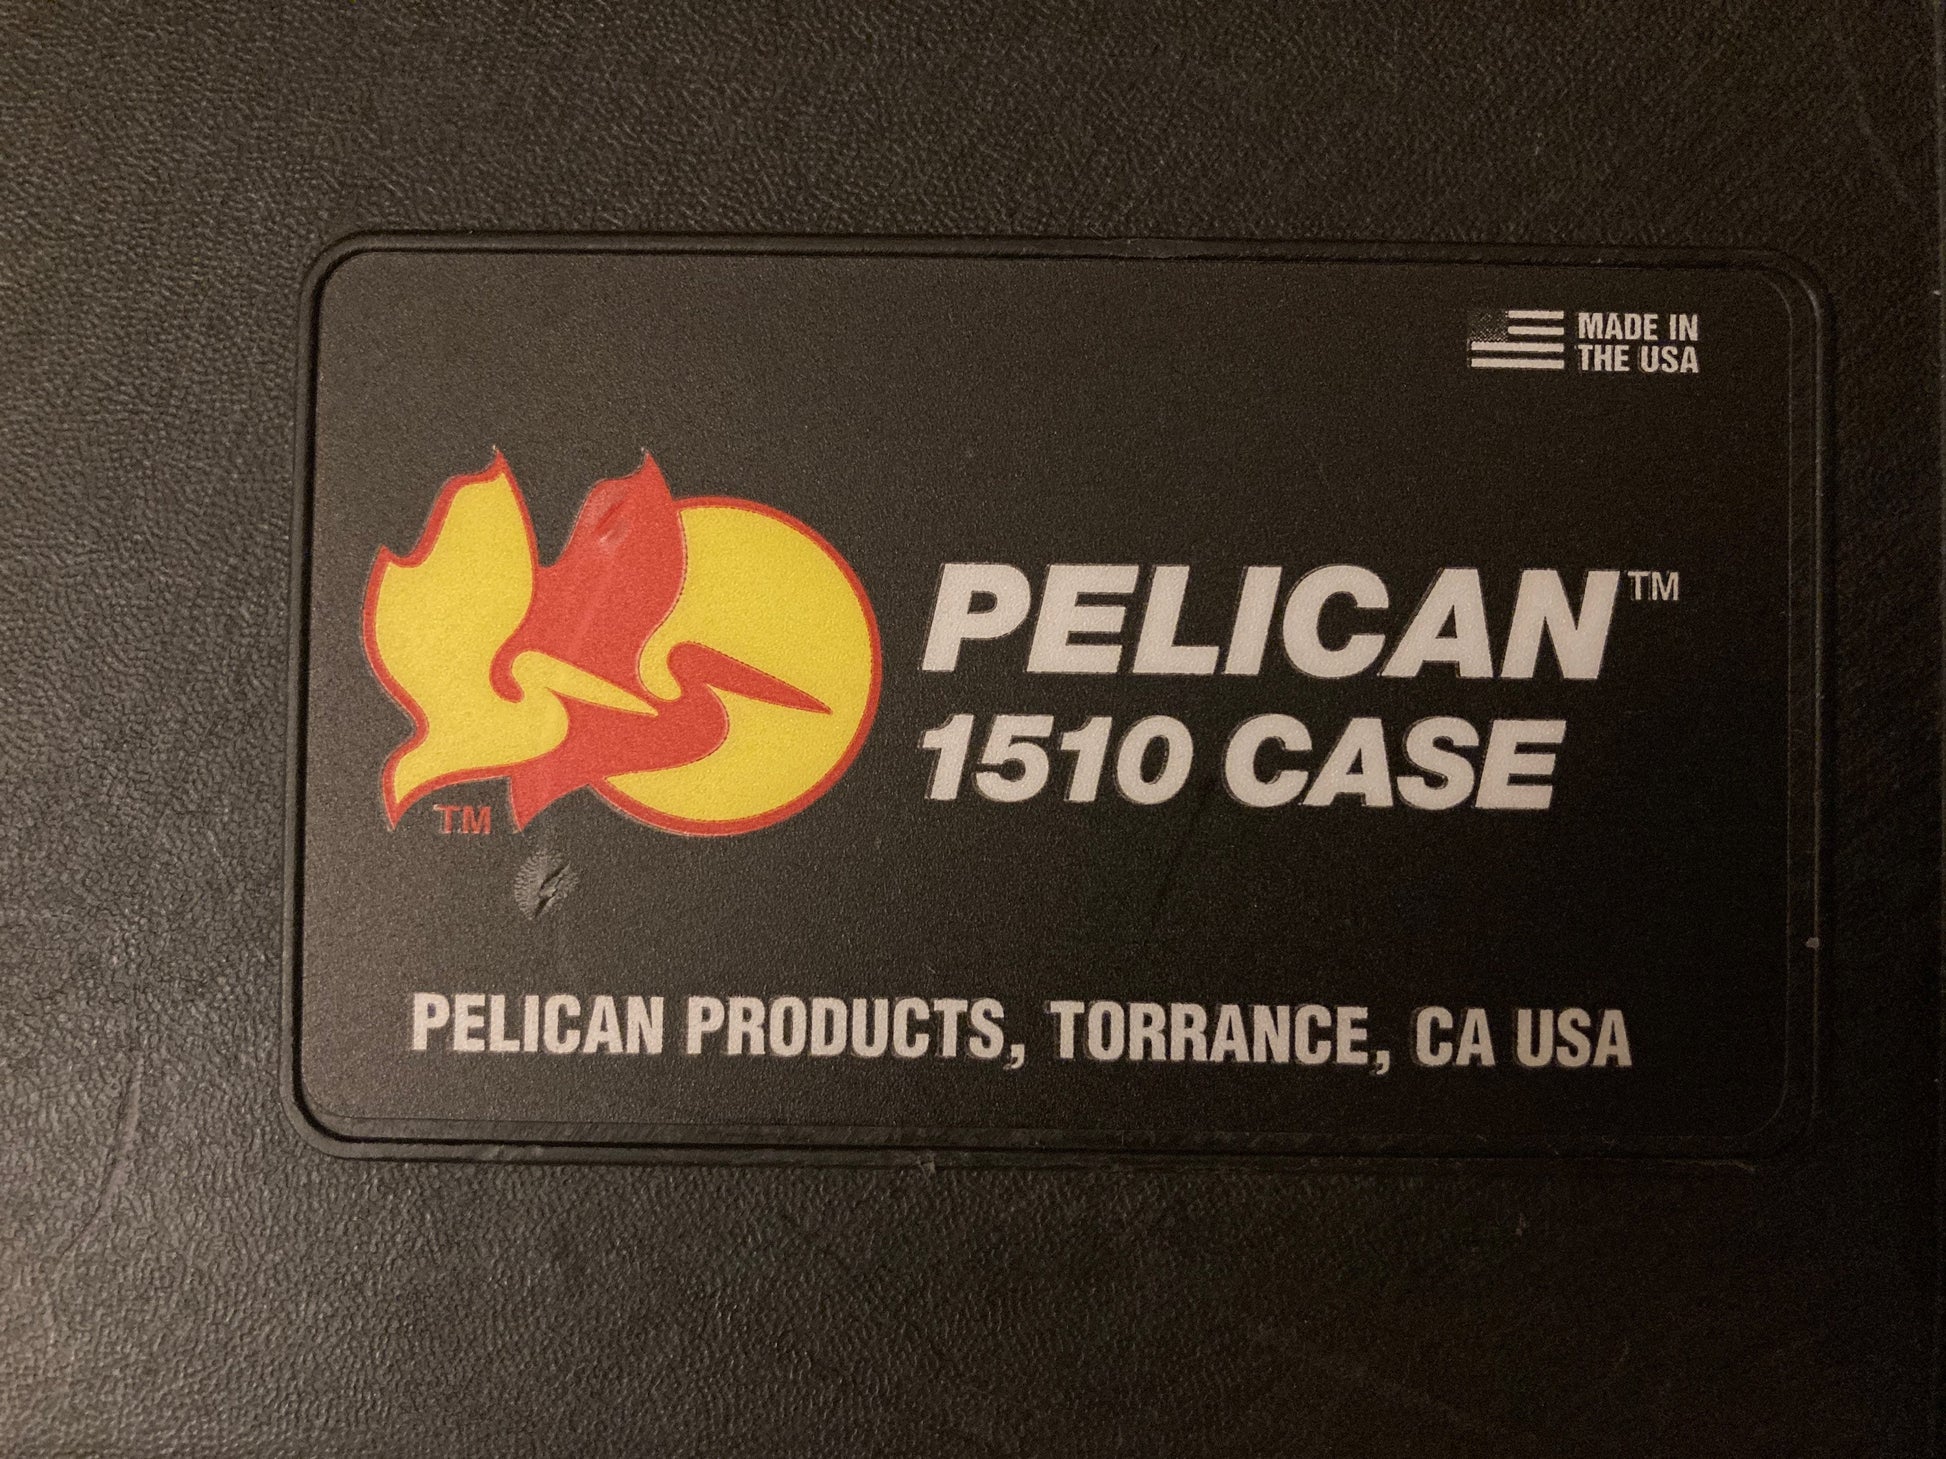 MADE IN
THE USA
PELICAN™
1510 CASE
TM
PELICAN PRODUCTS, TORRANCE, CA USA